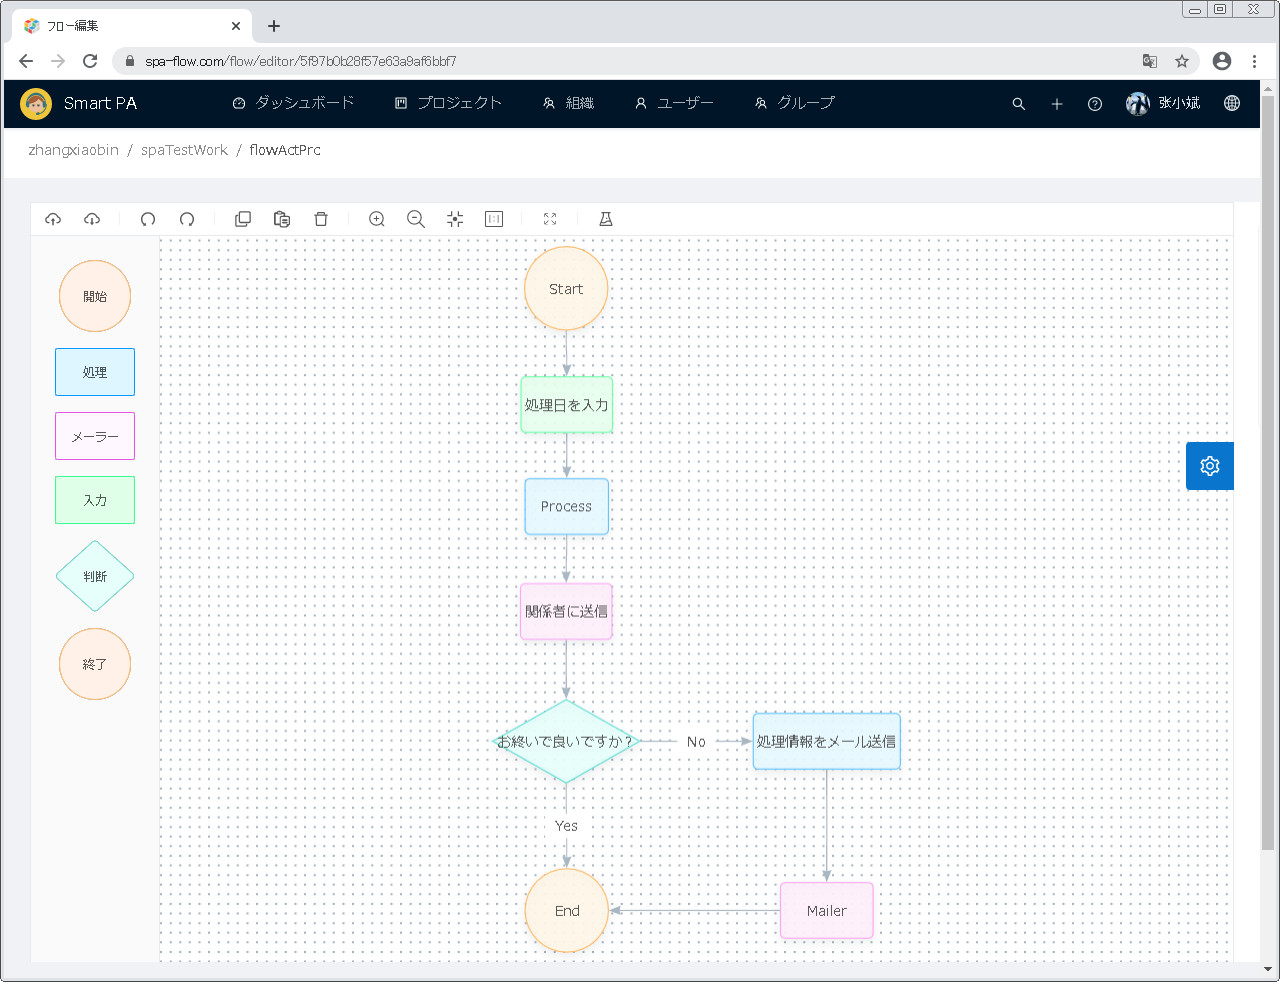 フロー編集
spa-flow.com/flow/editor/5f97b0b28f57e63a9af6bbf7
Smart PA ダッシュボード プロジェクト 組織 ユーザー グループ 张小斌
zhangxiaobin / spaTestWork / flowActPrc
開始
処理
メーラー
入力
判断
終了
Start
処理日を入力
Process
関係者に送信
お終いで良いですか？ No 処理情報をメール送信
Yes
End Mailer